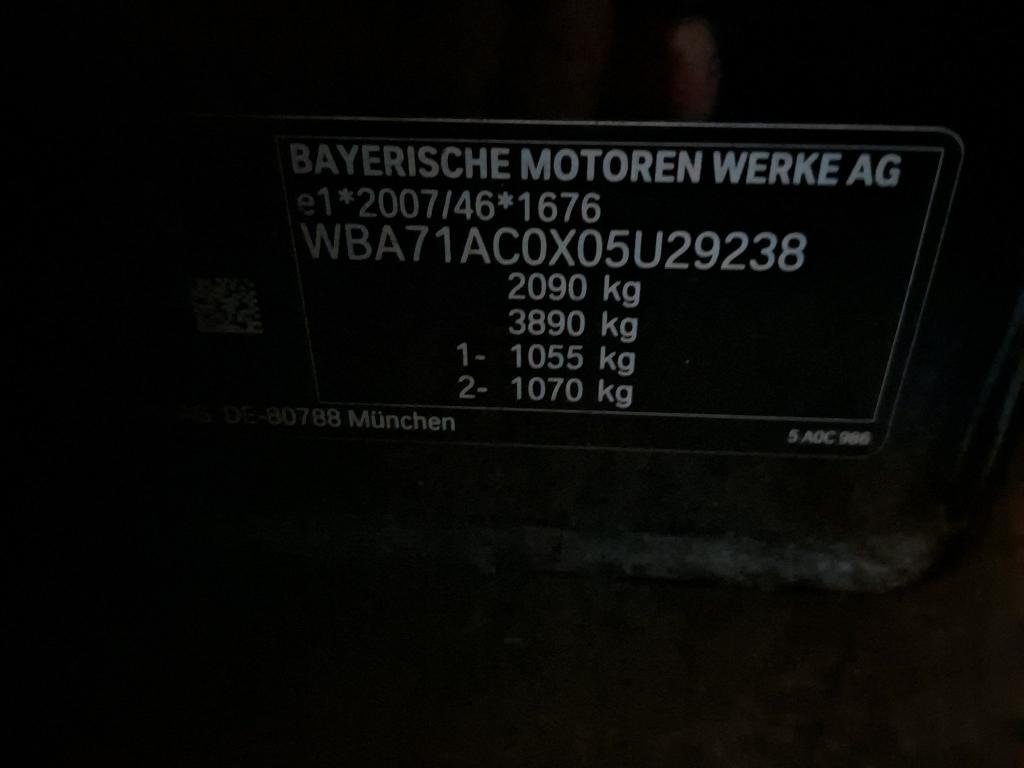 BAYERISCHE MOTOREN WERKE AG
e1*2007/46*1676
WBA71AC0X05U29238
2090 kg
3890 kg
1- 1055 kg
2- 1070 kg
AG DE-80788 München
5 A0C 986